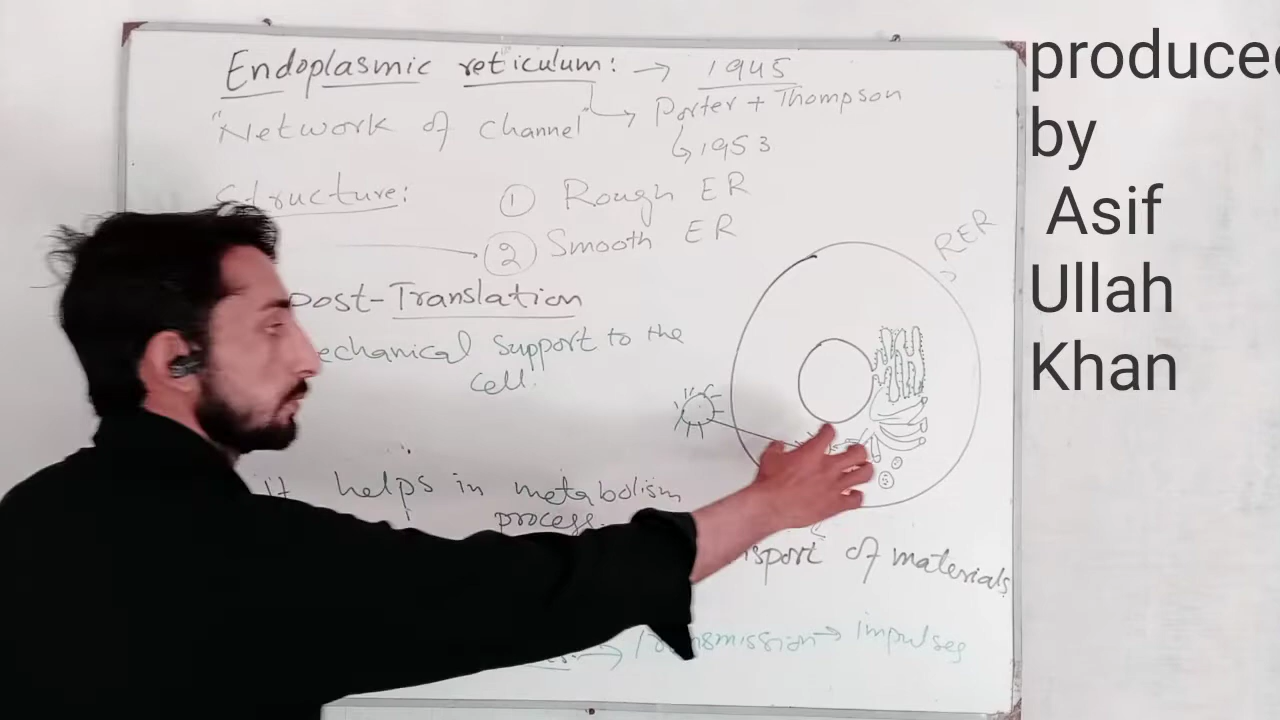 Endoplasmic reticulum: → 1945
"Network of channel" → Porter + Thompson
↳ 1953
Structure:
① Rough ER
② Smooth ER
RER
post-Translation
echanical support to the
cell.
It helps in metabolism
process.
sport of materials
nsmission → impulses
produced
by
Asif
Ullah
Khan